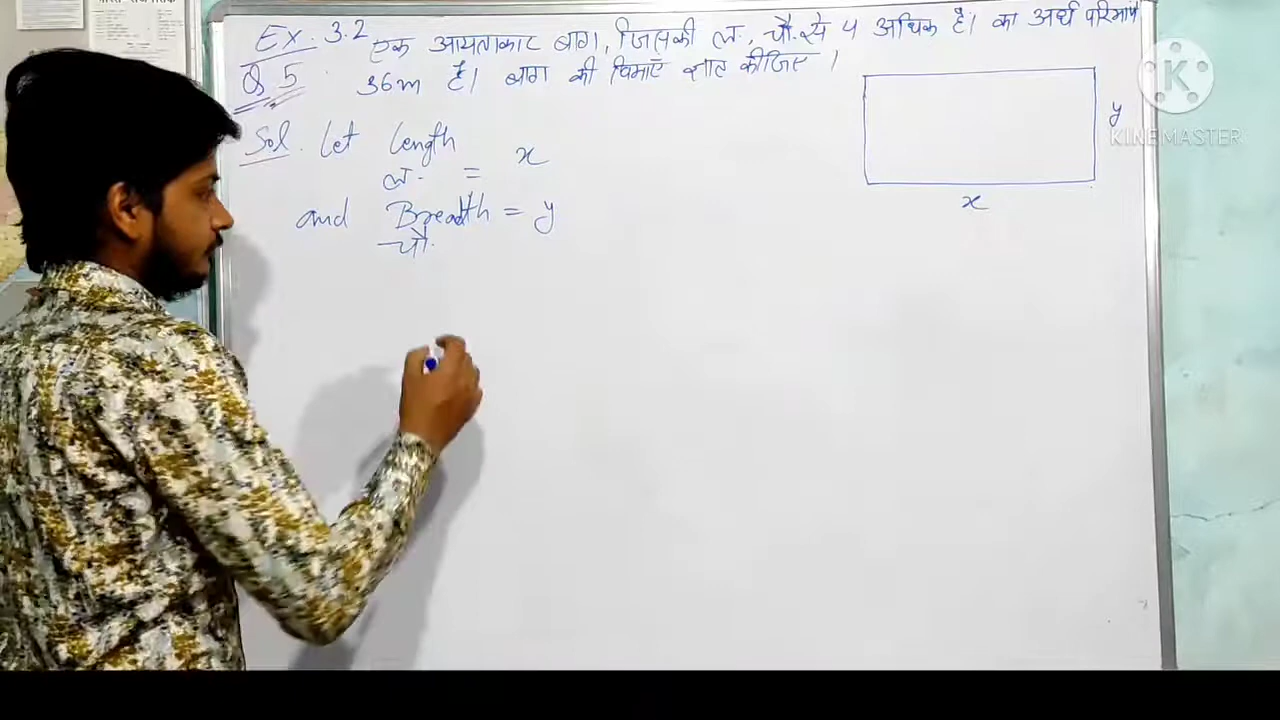 Ex. 3.2 एक आयताकार बाग, जिसकी ल., चौ. से 4 अधिक है। का अर्ध परिमाप
Q 5 36m है। बाग की विमाएँ ज्ञात कीजिए।
Sol. Let Length
ल. = x
and Breadth = y
चौ.
y
x
KINEMASTER